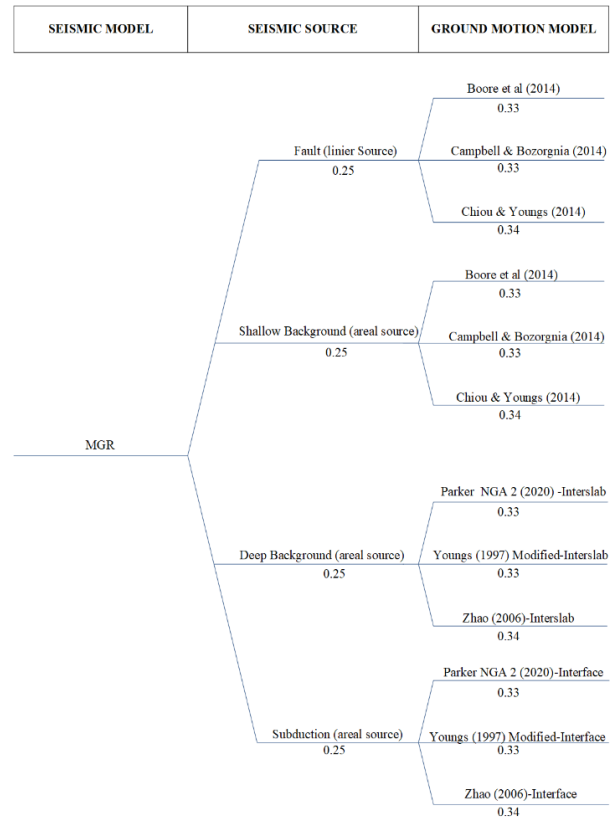 SEISMIC MODEL
SEISMIC SOURCE
GROUND MOTION MODEL
Boore et al (2014)
0.33
Fault (linier Source)
0.25
Campbell & Bozorgnia (2014)
0.33
Chiou & Youngs (2014)
0.34
Boore et al (2014)
0.33
Shallow Background (areal source)
0.25
Campbell & Bozorgnia (2014)
0.33
Chiou & Youngs (2014)
0.34
MGR
Parker NGA 2 (2020) -Interslab
0.33
Deep Background (areal source)
0.25
Youngs (1997) Modified-Interslab
0.33
Zhao (2006)-Interslab
0.34
Parker NGA 2 (2020)-Interface
0.33
Subduction (areal source)
0.25
Youngs (1997) Modified-Interface
0.33
Zhao (2006)-Interface
0.34